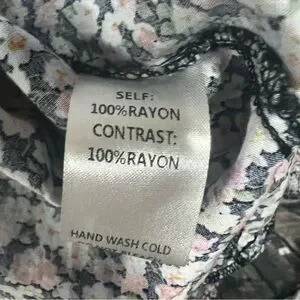 SELF:
100%RAYON
CONTRAST:
100%RAYON
HAND WASH COLD